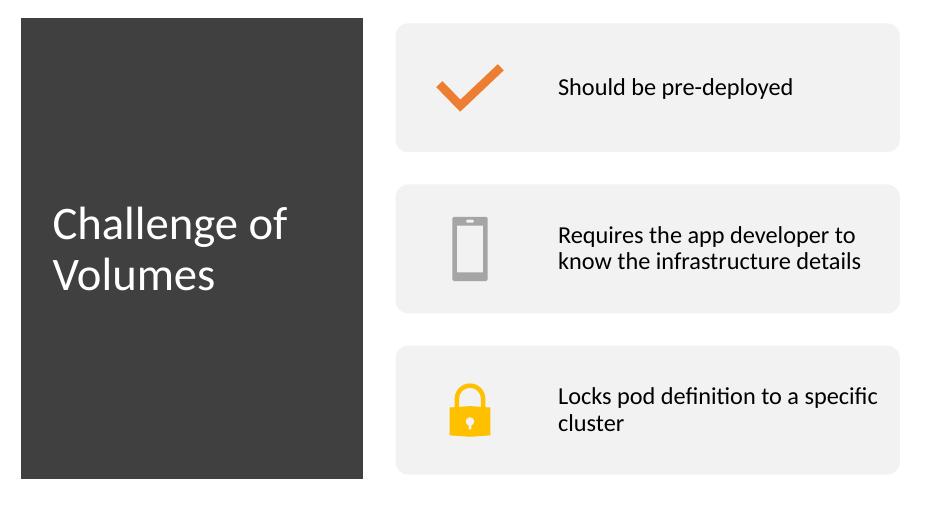 Challenge of
Volumes
Should be pre-deployed
Requires the app developer to
know the infrastructure details
Locks pod definition to a specific
cluster